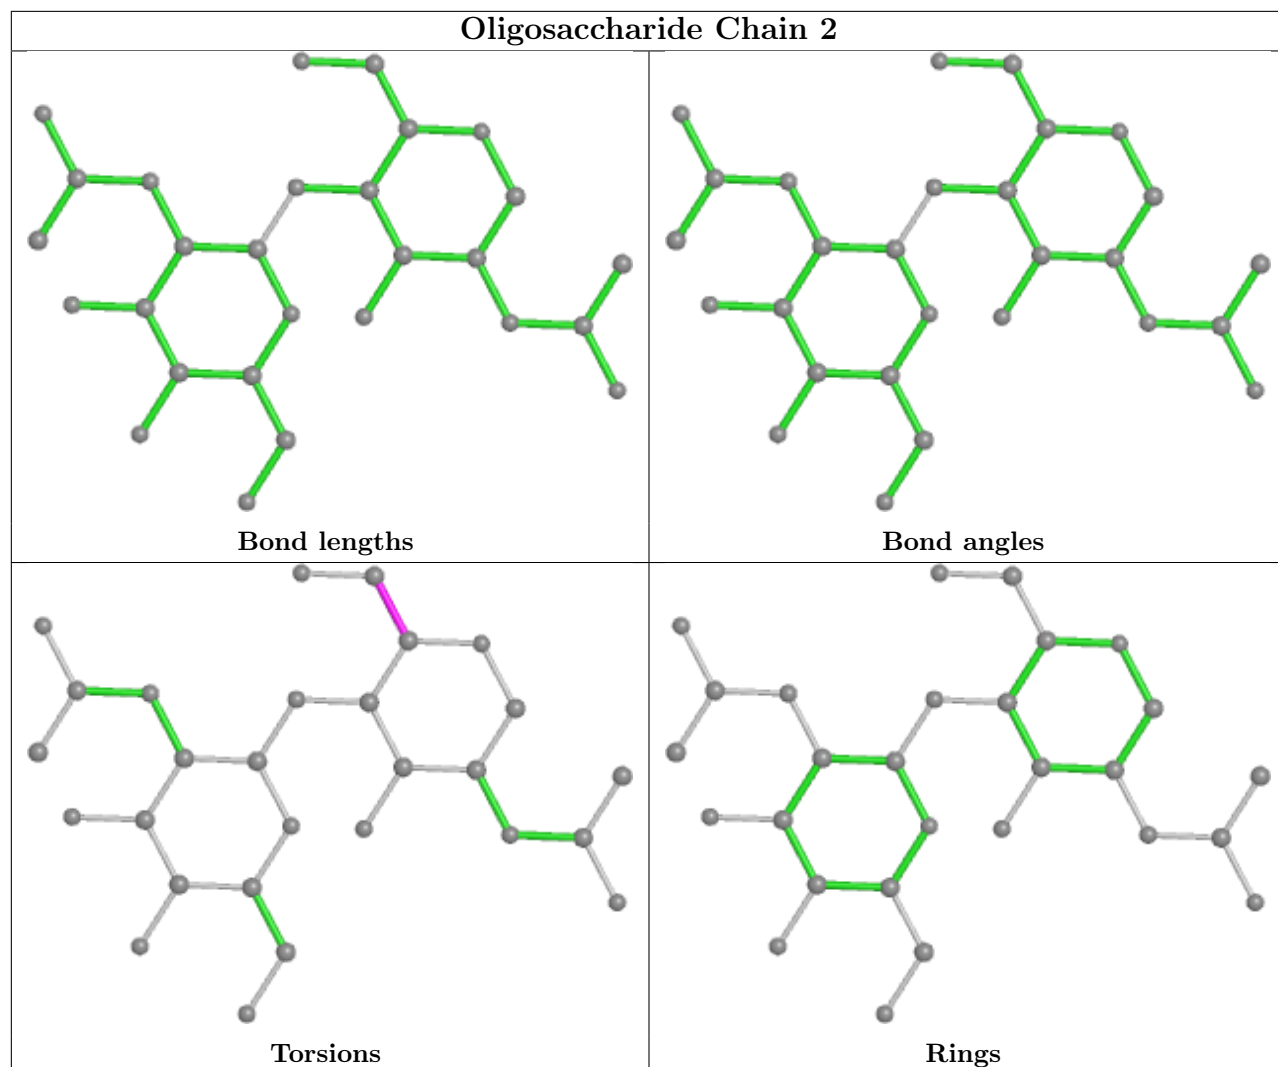 Oligosaccharide Chain 2
Bond lengths
Bond angles
Torsions
Rings